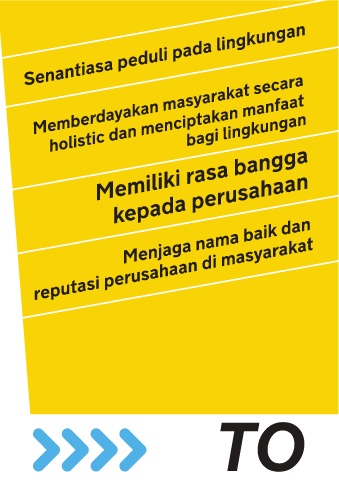 Senantiasa peduli pada lingkungan
Memberdayakan masyarakat secara
holistic dan menciptakan manfaat
bagi lingkungan
Memiliki rasa bangga
kepada perusahaan
Menjaga nama baik dan
reputasi perusahaan di masyarakat
TO